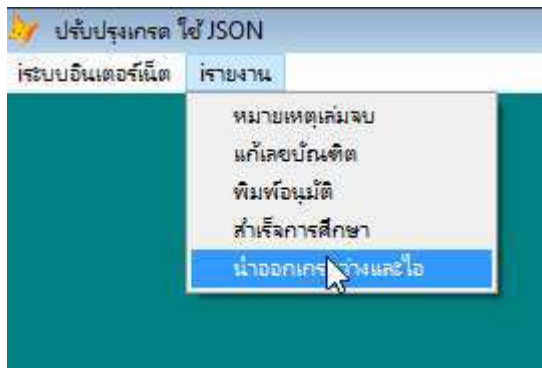 ปรับปรุงเกรด ใช้ JSON
iระบบอินเตอร์เน็ต iรายงาน
หมายเหตุเล่มจบ
แก้เลขบัณฑิต
พิมพ์อนุมัติ
สำเร็จการศึกษา
นำออกเกรดว่างและไอ